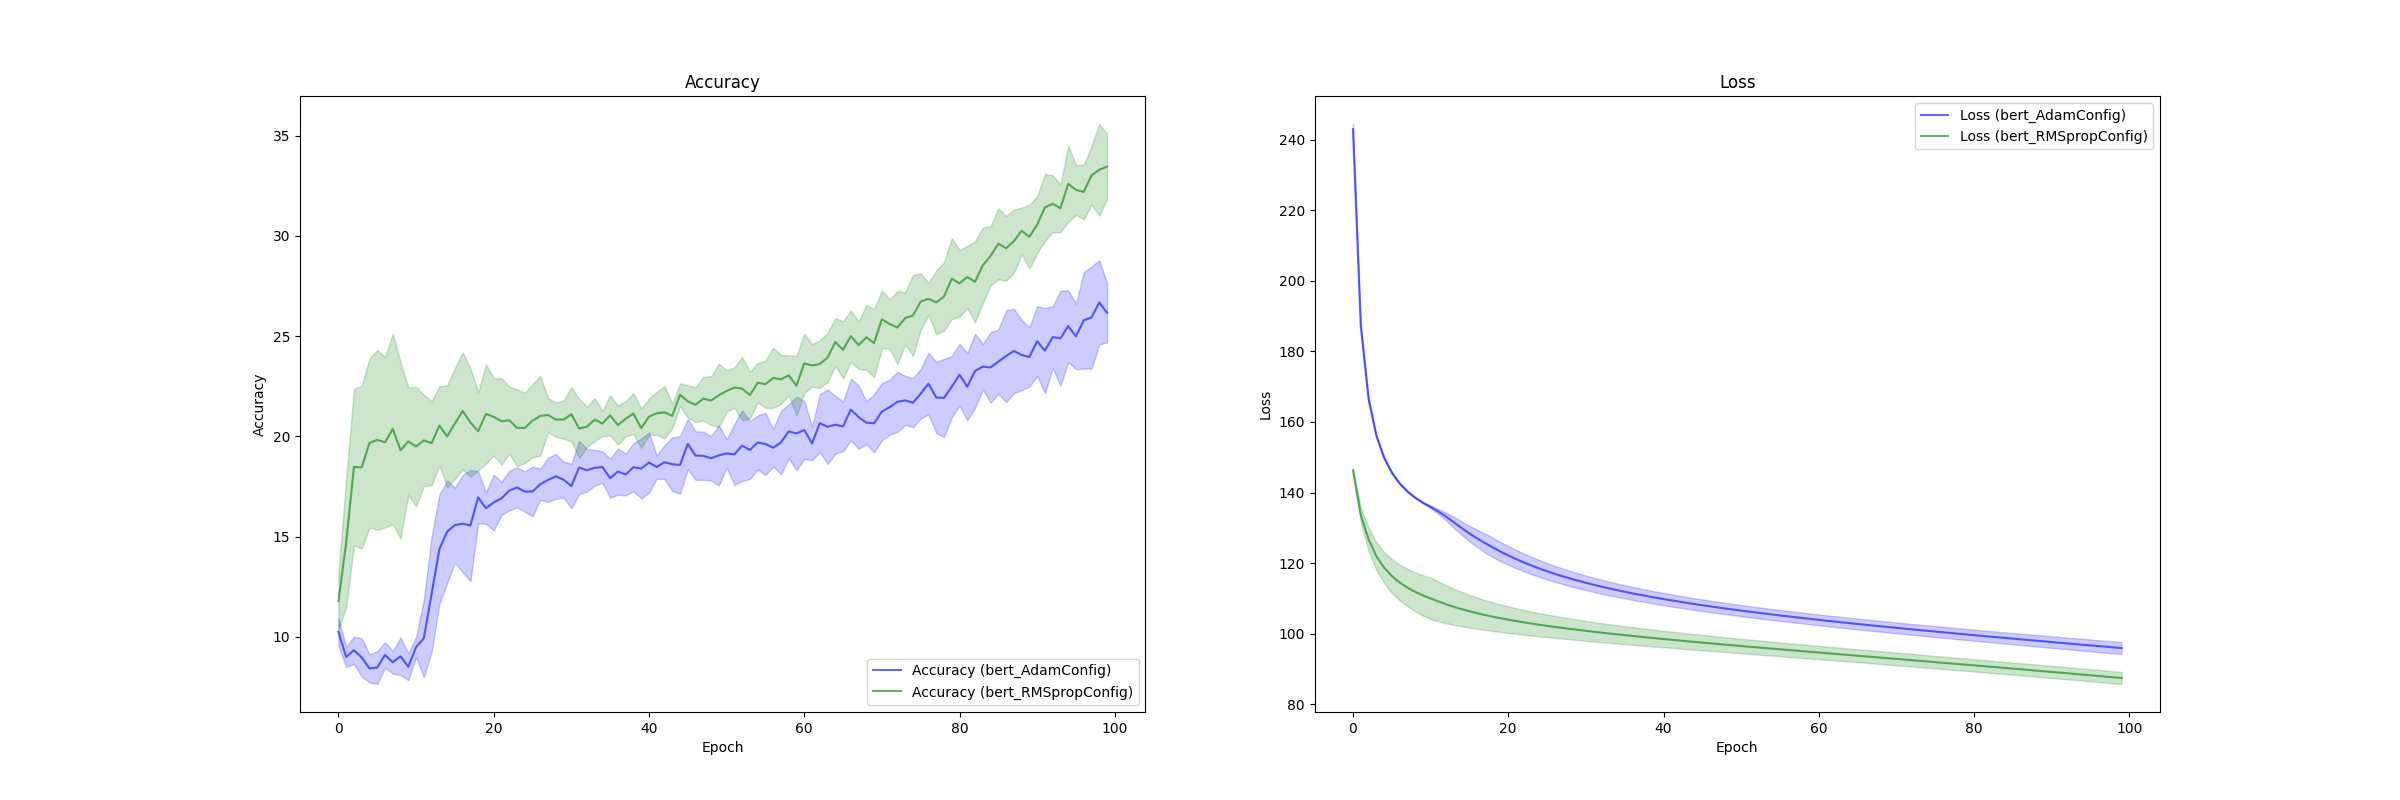 Accuracy
35
30
25
20
15
10
Accuracy
0
20
40
60
80
100
Epoch
Accuracy (bert_AdamConfig)
Accuracy (bert_RMSpropConfig)
Loss
240
220
200
180
160
140
120
100
80
Loss
0
20
40
60
80
100
Epoch
Loss (bert_AdamConfig)
Loss (bert_RMSpropConfig)